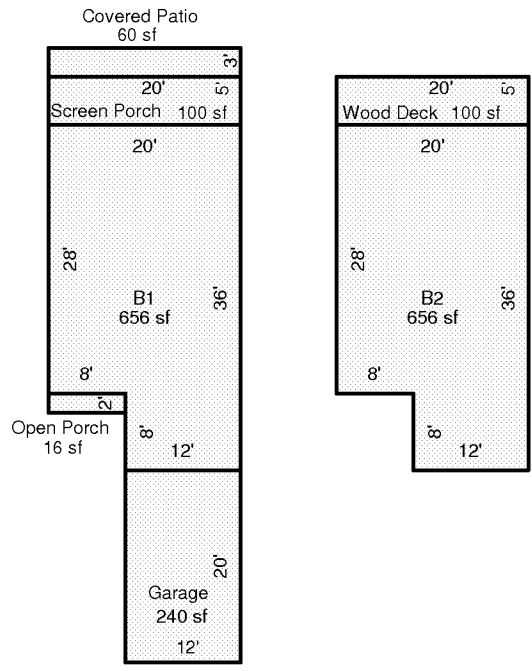 Covered Patio
60 sf
3'
20'
5'
Screen Porch 100 sf
20'
28'
B1
656 sf
36'
8'
2'
Open Porch
16 sf
8'
12'
20'
Garage
240 sf
12'
20'
5'
Wood Deck 100 sf
20'
28'
B2
656 sf
36'
8'
8'
12'